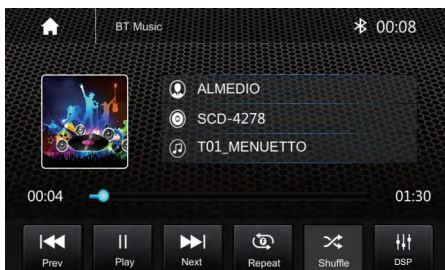 BT Music
00:08
ALMEDIO
SCD-4278
T01_MENUETTO
00:04
01:30
Prev
Play
Next
Repeat
Shuffle
DSP